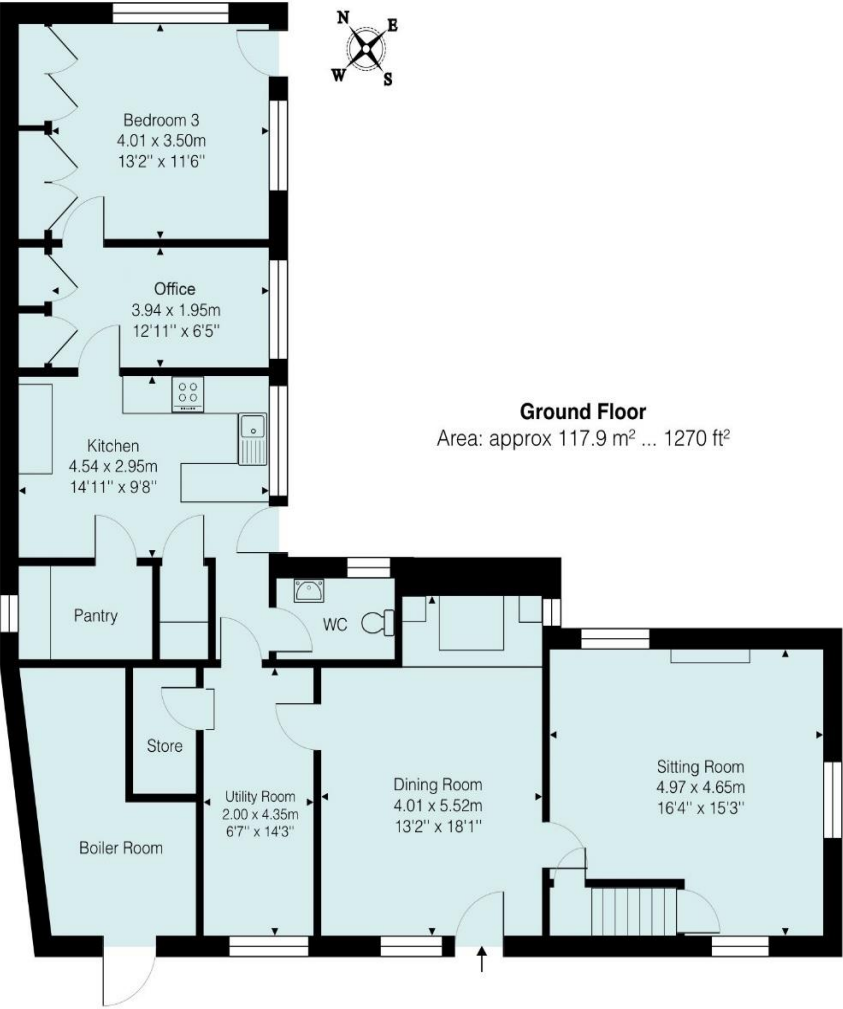 N
E
W
S
Bedroom 3
4.01 x 3.50m
13'2" x 11'6"
Office
3.94 x 1.95m
12'11" x 6'5"
Ground Floor
Area: approx 117.9 m² ... 1270 ft²
Kitchen
4.54 x 2.95m
14'11" x 9'8"
Pantry
WC
Store
Utility Room
2.00 x 4.35m
6'7" x 14'3"
Dining Room
4.01 x 5.52m
13'2" x 18'1"
Sitting Room
4.97 x 4.65m
16'4" x 15'3"
Boiler Room